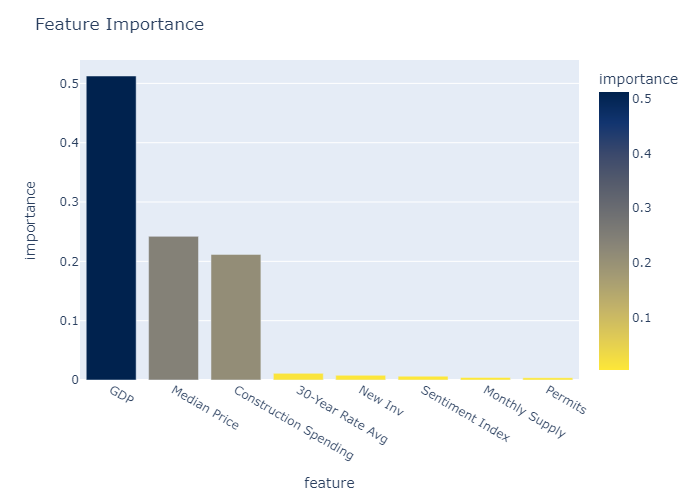 Feature Importance
importance
0.5
0.4
0.3
0.2
0.1
0
GDP
Median Price
Construction Spending
30-Year Rate Avg
New Inv
Sentiment Index
Monthly Supply
Permits
feature
importance
0.5
0.4
0.3
0.2
0.1